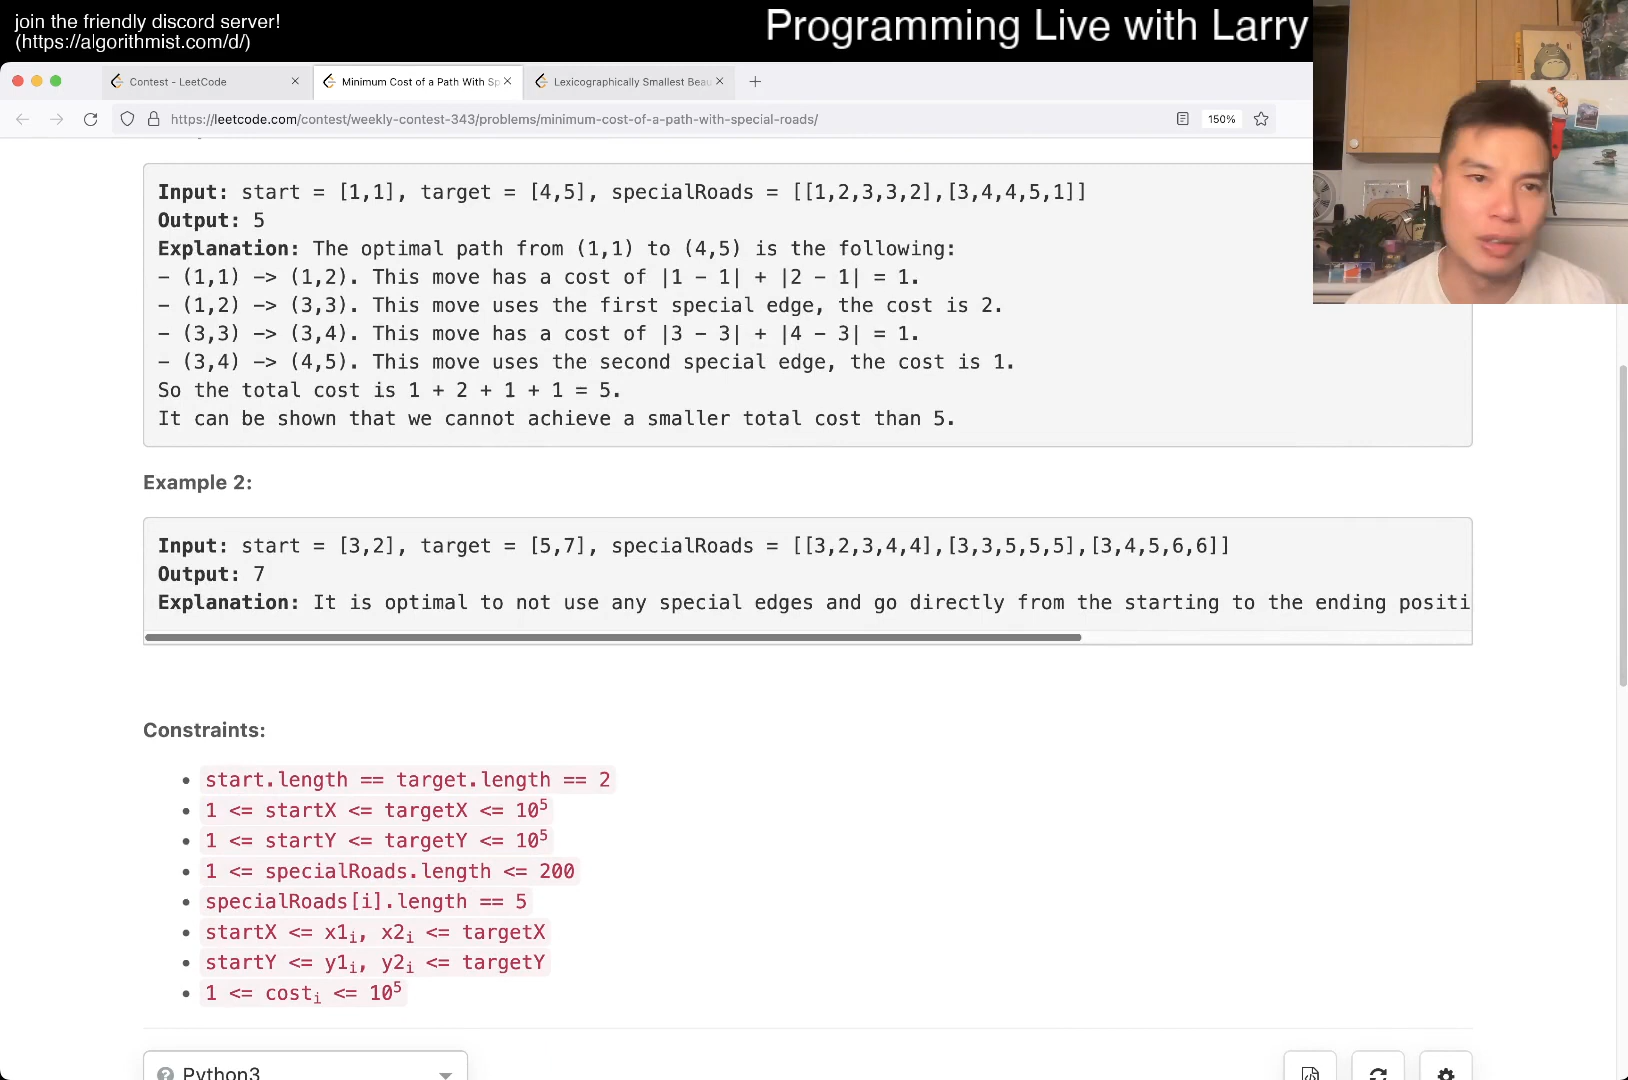 join the friendly discord server!
(https://algorithmist.com/d/)
Programming Live with Larry
Contest - LeetCode
Minimum Cost of a Path With Sp
Lexicographically Smallest Beau
https://leetcode.com/contest/weekly-contest-343/problems/minimum-cost-of-a-path-with-special-roads/
150%
Input: start = [1,1], target = [4,5], specialRoads = [[1,2,3,3,2],[3,4,4,5,1]]
Output: 5
Explanation: The optimal path from (1,1) to (4,5) is the following:
- (1,1) -> (1,2). This move has a cost of |1 - 1| + |2 - 1| = 1.
- (1,2) -> (3,3). This move uses the first special edge, the cost is 2.
- (3,3) -> (3,4). This move has a cost of |3 - 3| + |4 - 3| = 1.
- (3,4) -> (4,5). This move uses the second special edge, the cost is 1.
So the total cost is 1 + 2 + 1 + 1 = 5.
It can be shown that we cannot achieve a smaller total cost than 5.
Example 2:
Input: start = [3,2], target = [5,7], specialRoads = [[3,2,3,4,4],[3,3,5,5,5],[3,4,5,6,6]]
Output: 7
Explanation: It is optimal to not use any special edges and go directly from the starting to the ending positi
Constraints:
• start.length == target.length == 2
• 1 <= startX <= targetX <= 10⁵
• 1 <= startY <= targetY <= 10⁵
• 1 <= specialRoads.length <= 200
• specialRoads[i].length == 5
• startX <= x1ᵢ, x2ᵢ <= targetX
• startY <= y1ᵢ, y2ᵢ <= targetY
• 1 <= costᵢ <= 10⁵
Python3